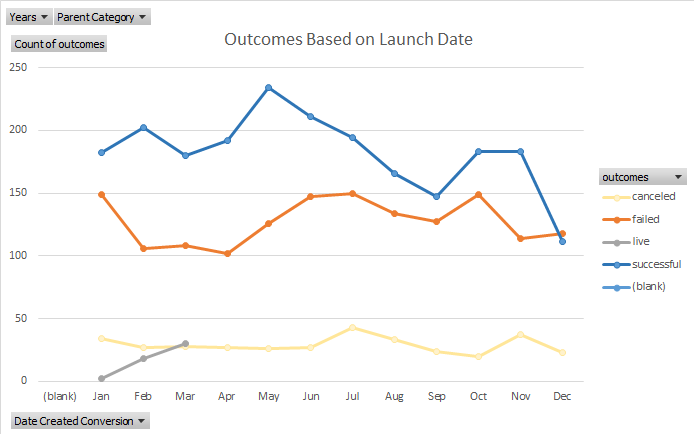 Years Parent Category
Count of outcomes
Outcomes Based on Launch Date
250
200
150
100
50
0
(blank) Jan Feb Mar Apr May Jun Jul Aug Sep Oct Nov Dec
outcomes
canceled
failed
live
successful
(blank)
Date Created Conversion